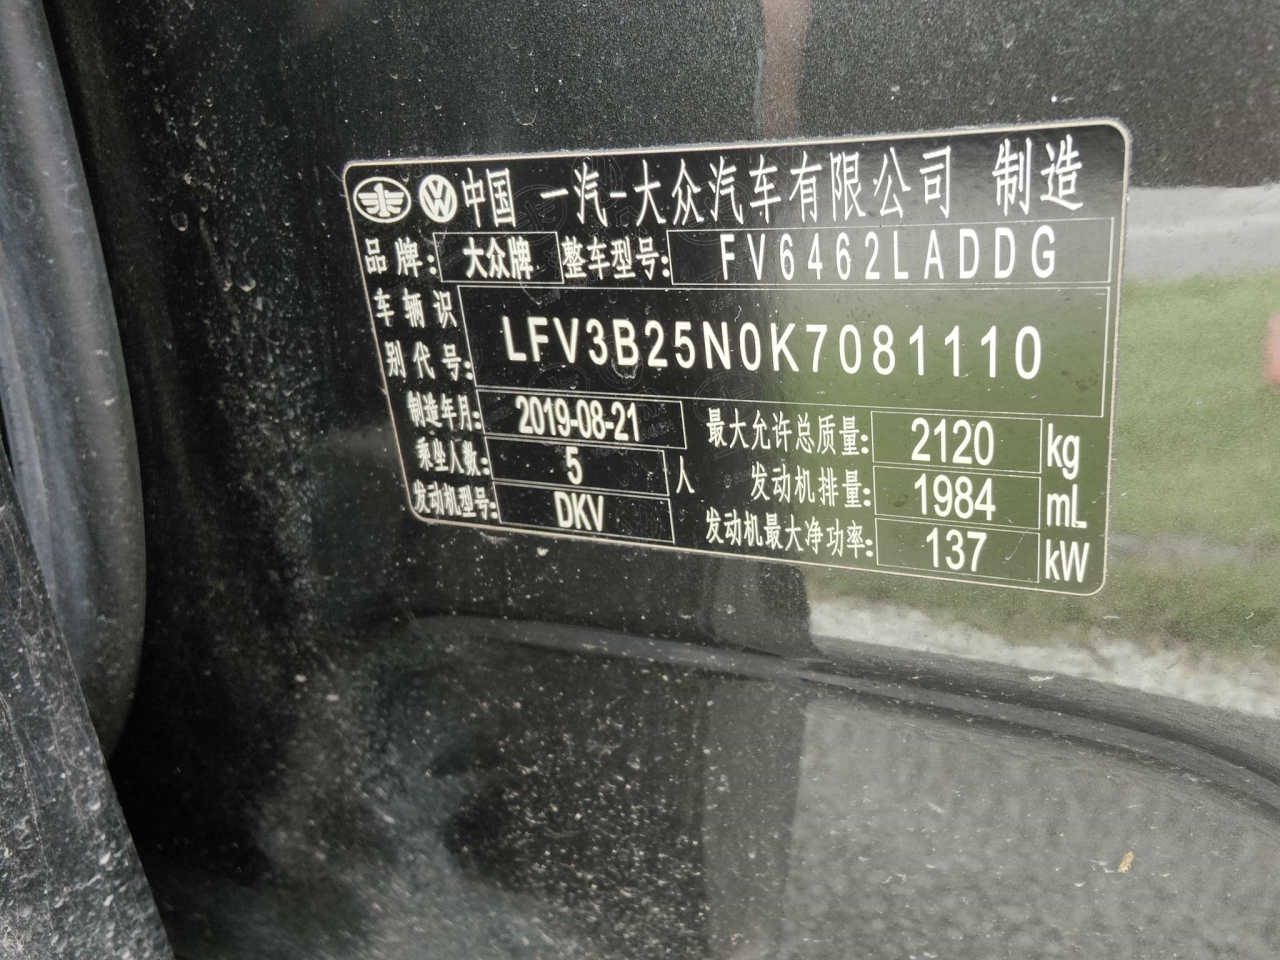 中国 一汽-大众汽车有限公司 制造
品牌: 大众牌 整车型号: FV6462LADDG
车辆识别代号: LFV3B25N0K7081110
制造年月: 2019-08-21 最大允许总质量: 2120 kg
乘坐人数: 5 人 发动机排量: 1984 mL
发动机型号: DKV 发动机最大净功率: 137 kW